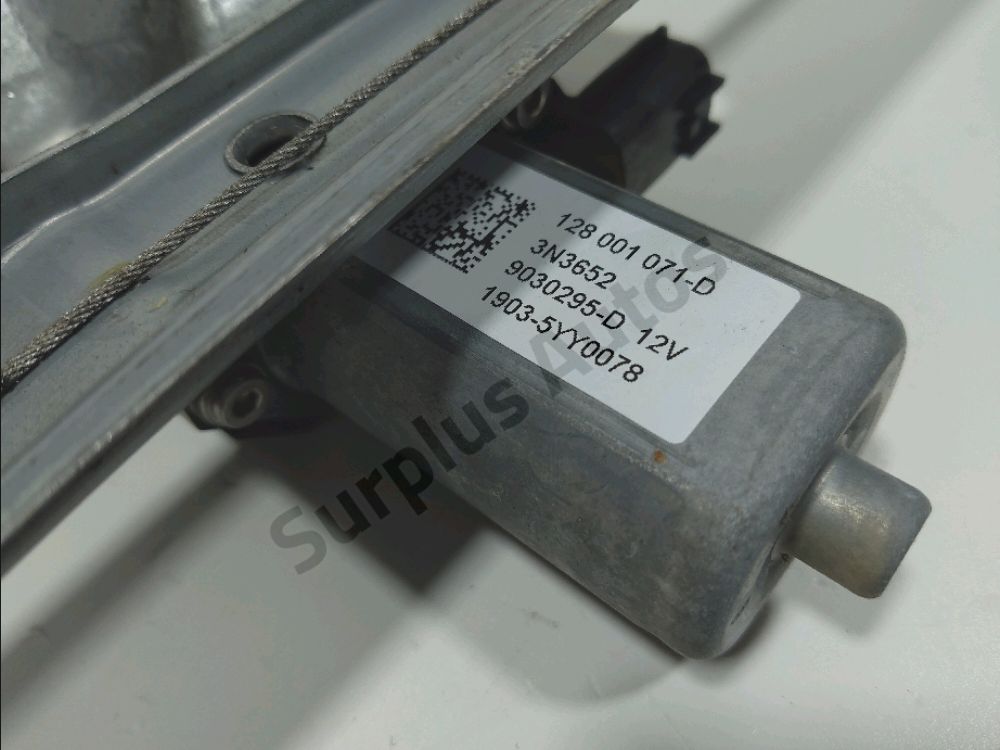 128 001 071-D
3N3652
9030295-D 12V
1903-5YY0078
Surplus Autos